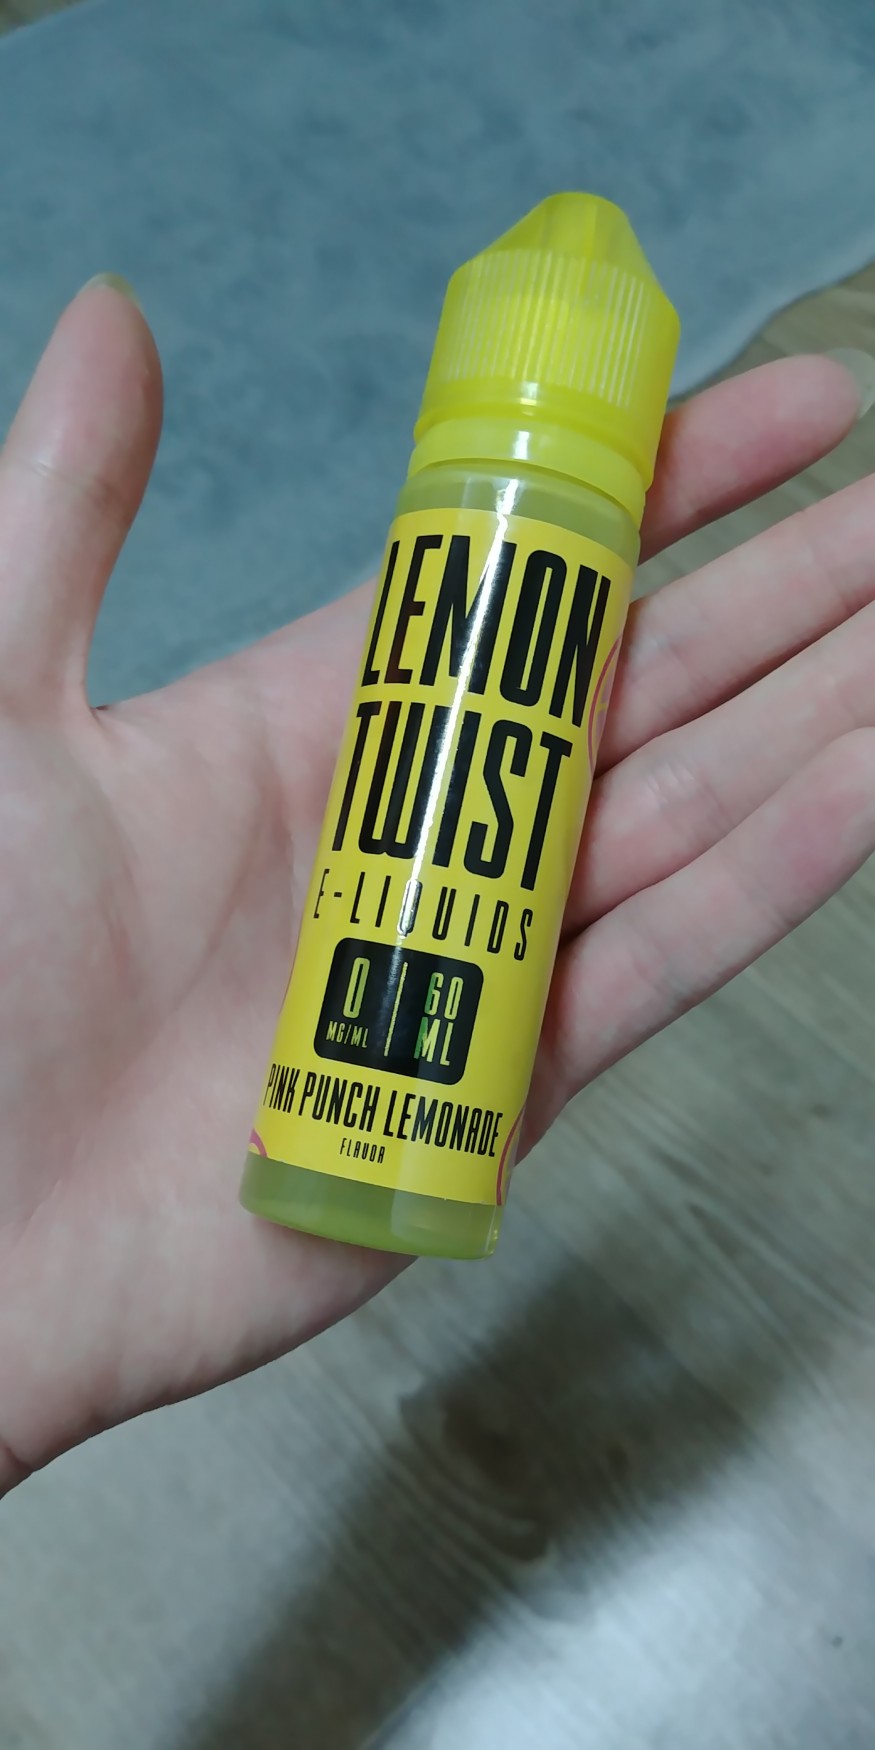 LEMON
TWIST
E-LIQUIDS
0 60
MG/ML ML
PINK PUNCH LEMONADE
FLAVOR